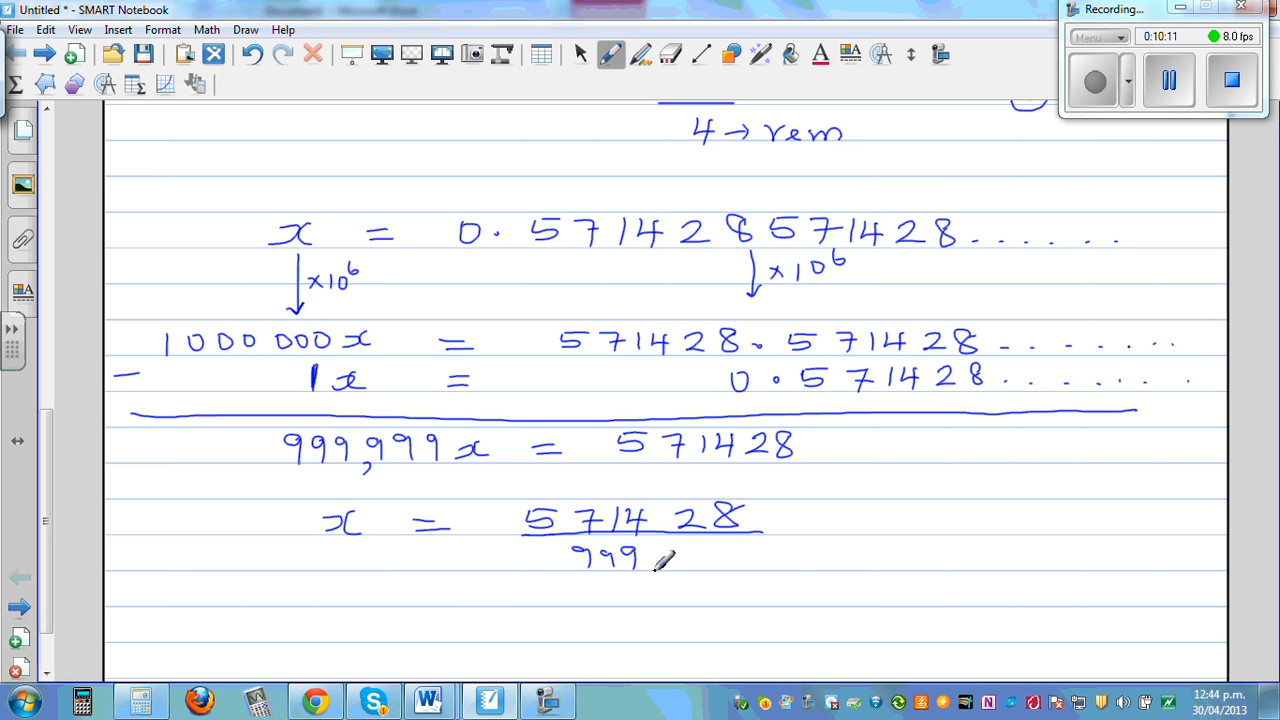 Untitled * - SMART Notebook
Recording...
File Edit View Insert Format Math Draw Help
Menu
0:10:11
8.0 fps
4 → rem
x = 0.571428571428......
×10⁶ ×10⁶
1000 000x = 571428.571428.......
- 1x = 0.571428.......
999,999x = 571428
x = 571428
999
12:44 p.m.
30/04/2013